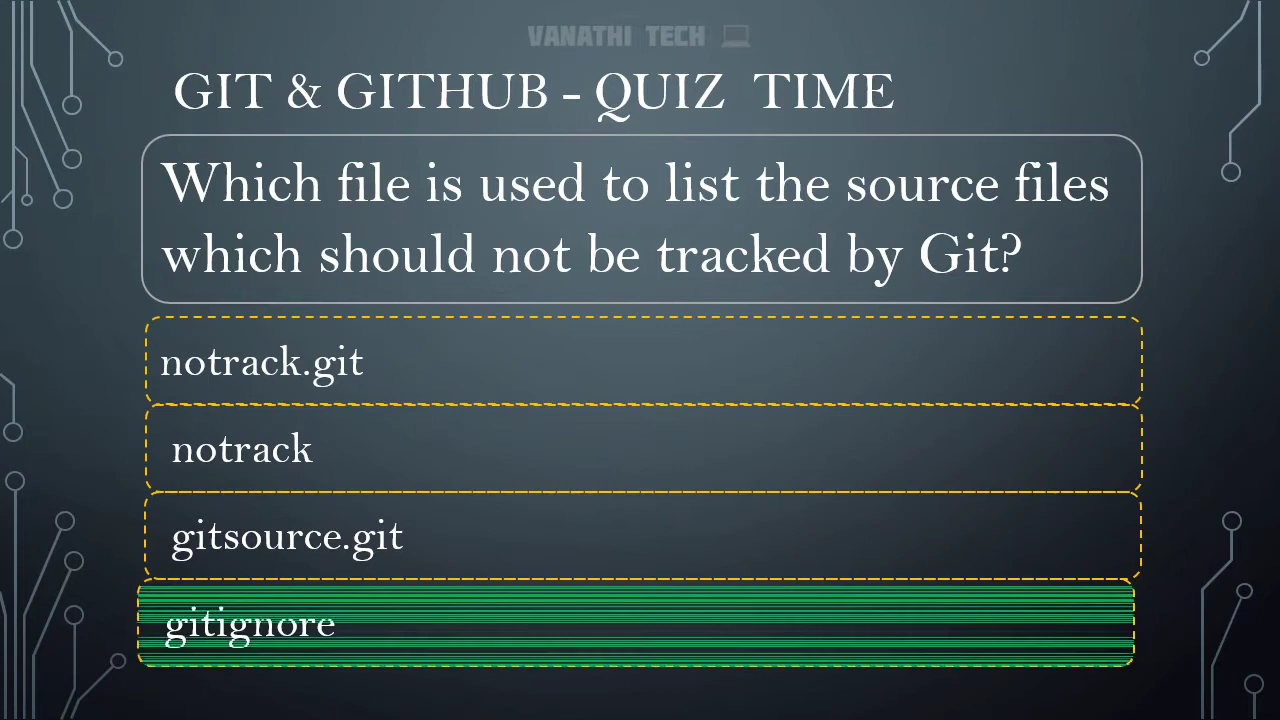 VANATHI TECH
GIT & GITHUB - QUIZ TIME
Which file is used to list the source files
which should not be tracked by Git?
notrack.git
notrack
gitsource.git
gitignore